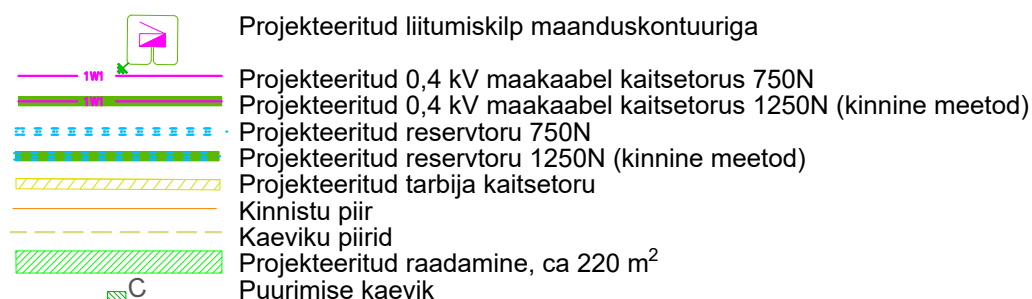 Projekteeritud liitumiskilp maanduskontuuriga
1W1 Projekteeritud 0,4 kV maakaabel kaitsetorus 750N
1W1 Projekteeritud 0,4 kV maakaabel kaitsetorus 1250N (kinnine meetod)
Projekteeritud reservtoru 750N
Projekteeritud reservtoru 1250N (kinnine meetod)
Projekteeritud tarbija kaitsetoru
Kinnistu piir
Kaeviku piirid
Projekteeritud raadamine, ca 220 m²
C Puurimise kaevik